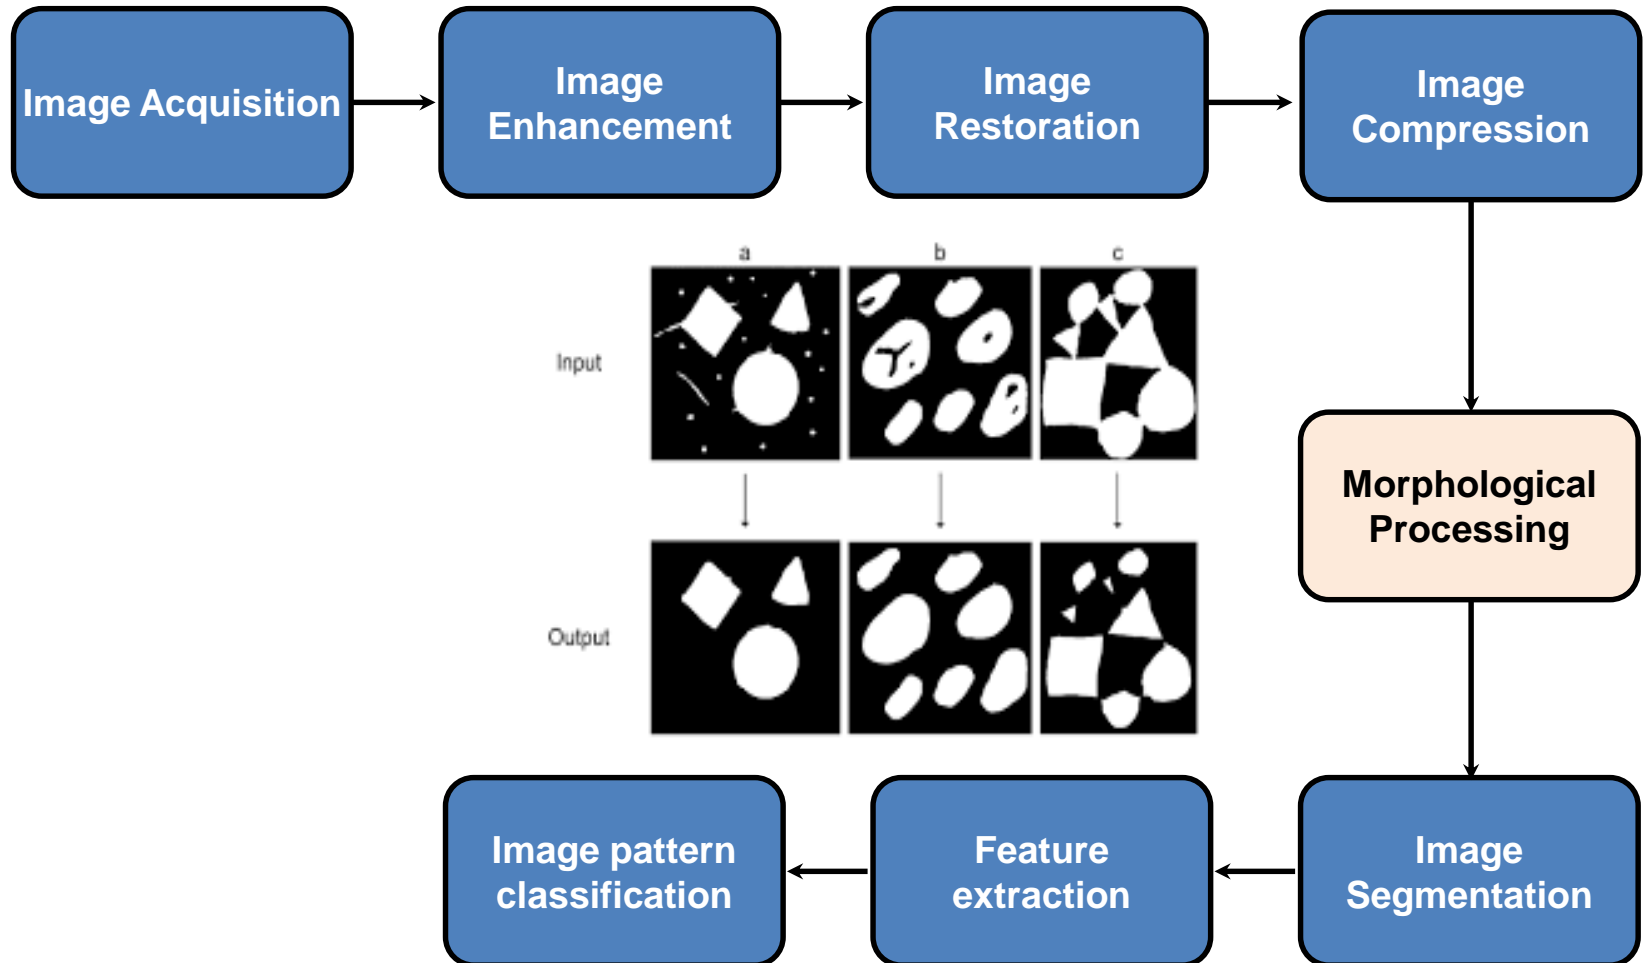 Image Acquisition
Image
Enhancement
Image
Restoration
Image
Compression
a
b
c
Input
Morphological
Processing
Output
Image pattern
classification
Feature
extraction
Image
Segmentation